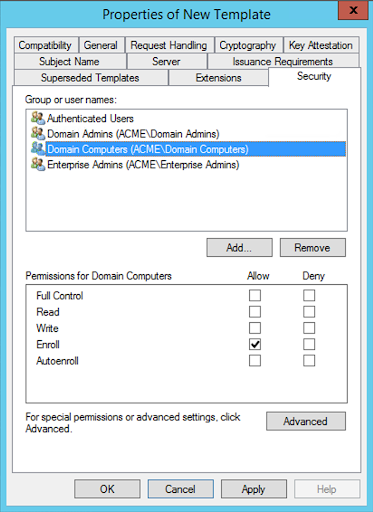 Properties of New Template
x
Compatibility General Request Handling Cryptography Key Attestation
Subject Name Server Issuance Requirements
Superseded Templates Extensions Security
Group or user names:
Authenticated Users
Domain Admins (ACME\Domain Admins)
Domain Computers (ACME\Domain Computers)
Enterprise Admins (ACME\Enterprise Admins)
Add... Remove
Permissions for Domain Computers Allow Deny
Full Control
Read
Write
Enroll
Autoenroll
For special permissions or advanced settings, click
Advanced.
Advanced
OK Cancel Apply Help